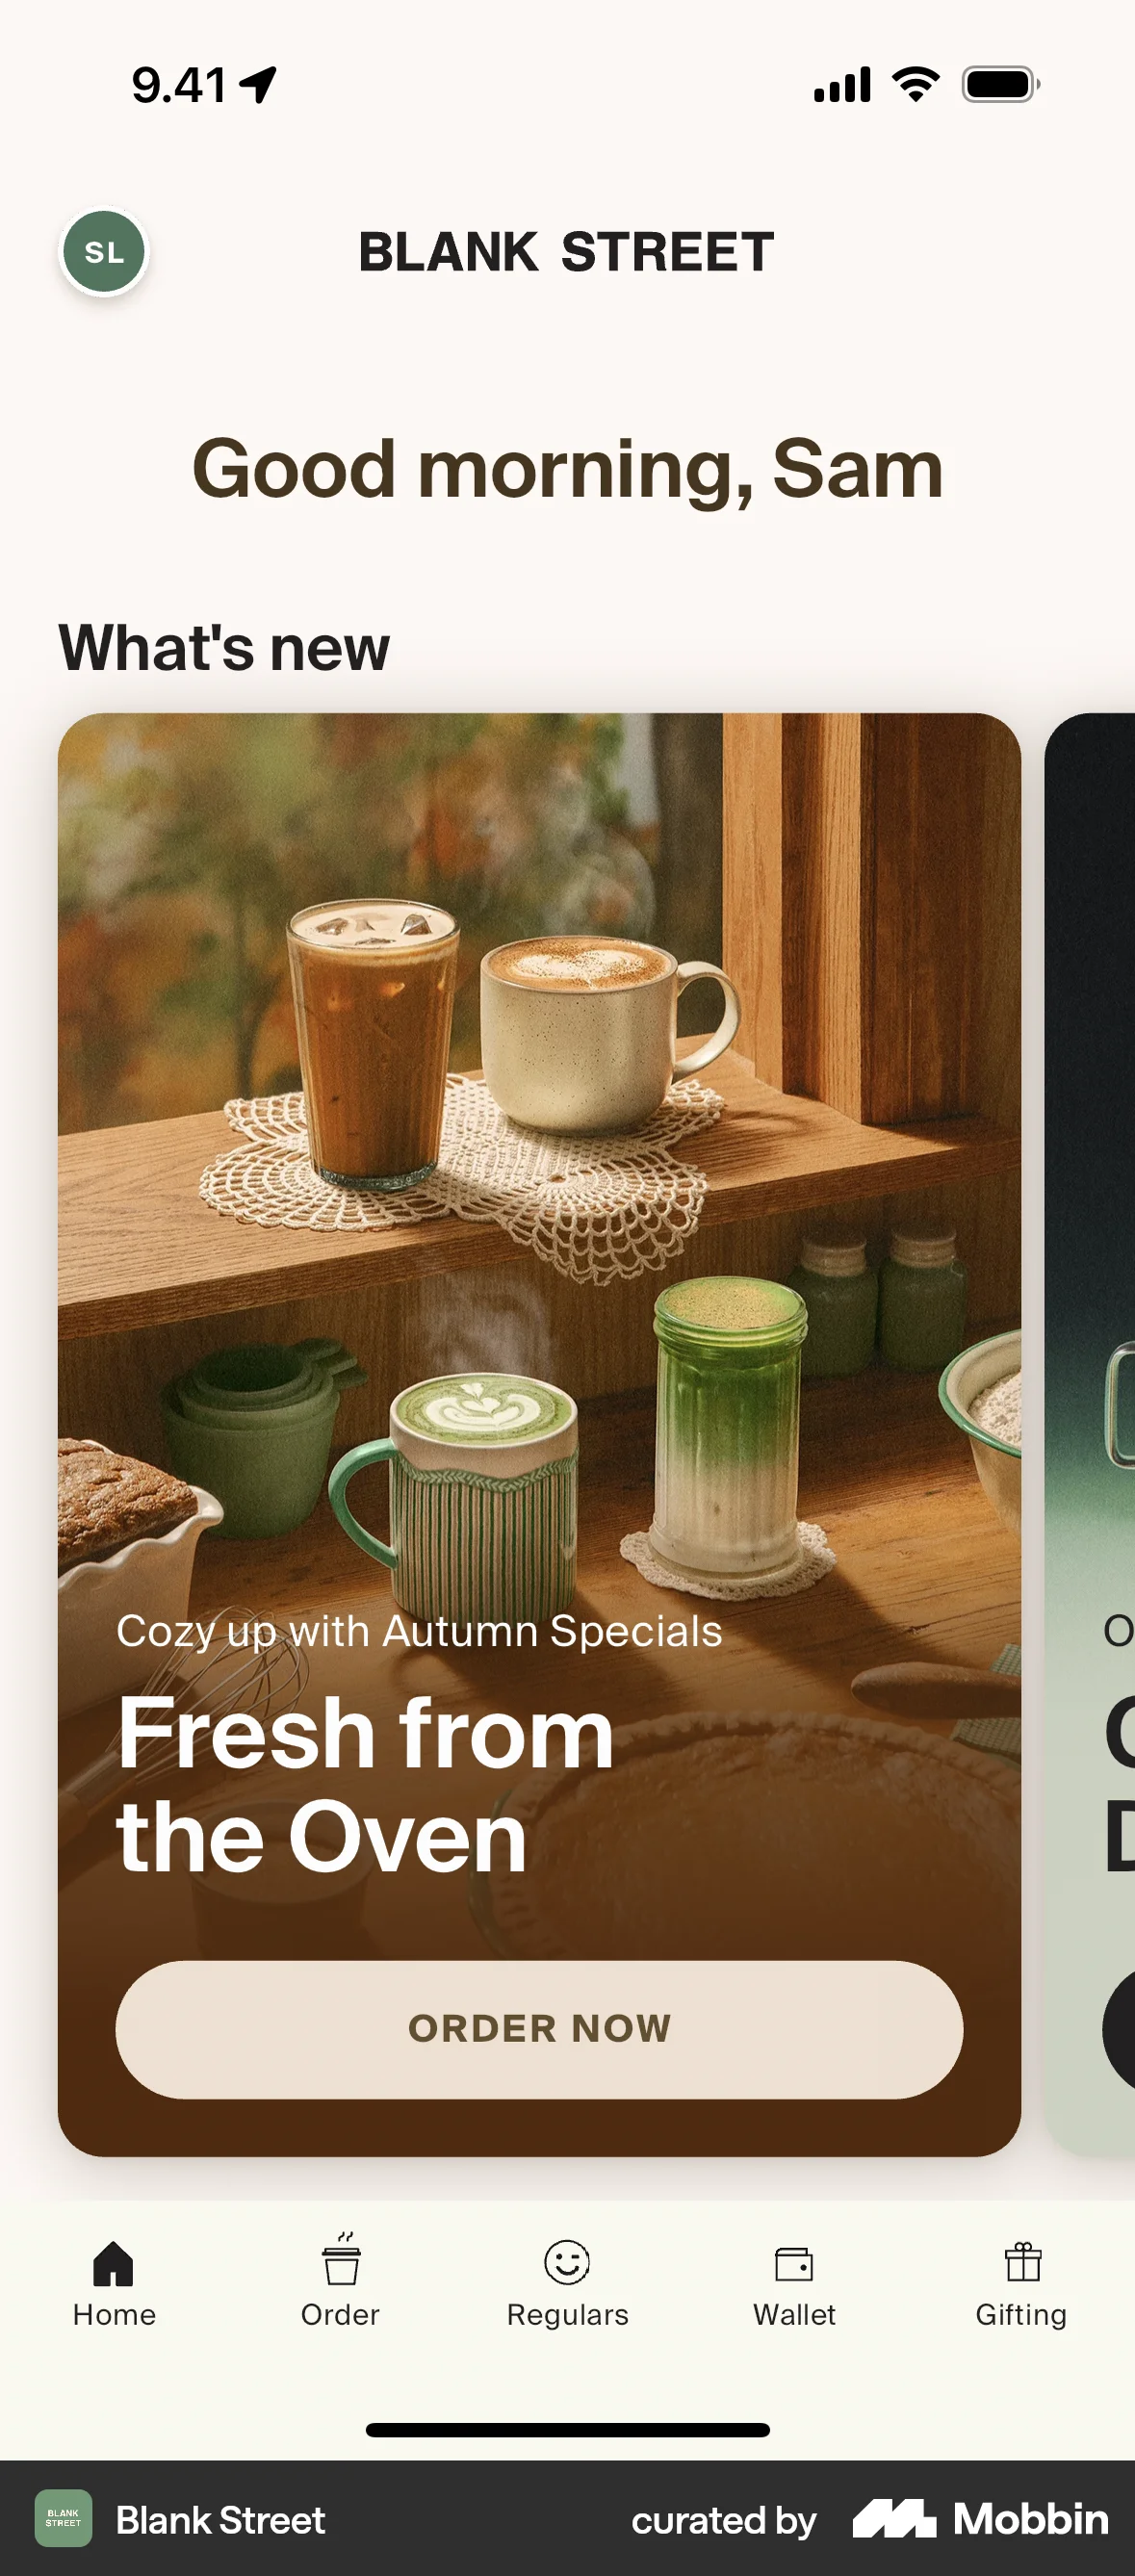 9.41
SL
BLANK STREET
Good morning, Sam
What's new
Cozy up with Autumn Specials
Fresh from
the Oven
ORDER NOW
O
D
Home
Order
Regulars
Wallet
Gifting
BLANK
STREET
Blank Street
curated by
Mobbin